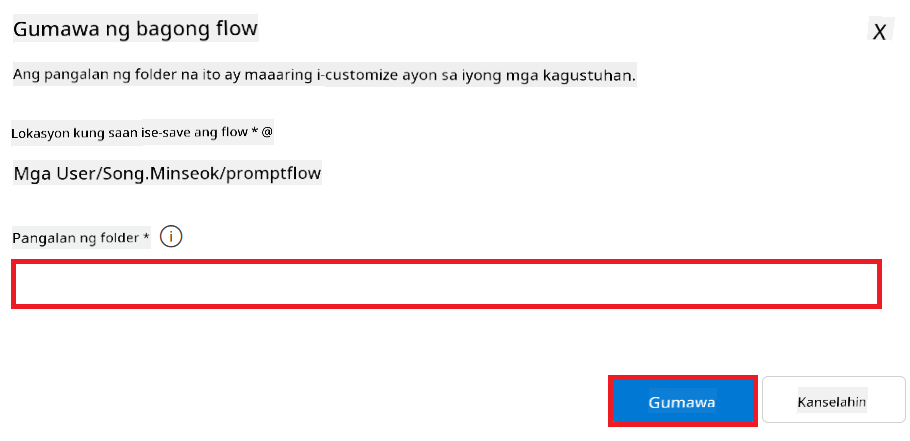 Gumawa ng bagong flow
X
Ang pangalan ng folder na ito ay maaaring i-customize ayon sa iyong mga kagustuhan.
Lokasyon kung saan ise-save ang flow * @
Mga User/Song.Minseok/promptflow
Pangalan ng folder * i
Gumawa
Kanselahin